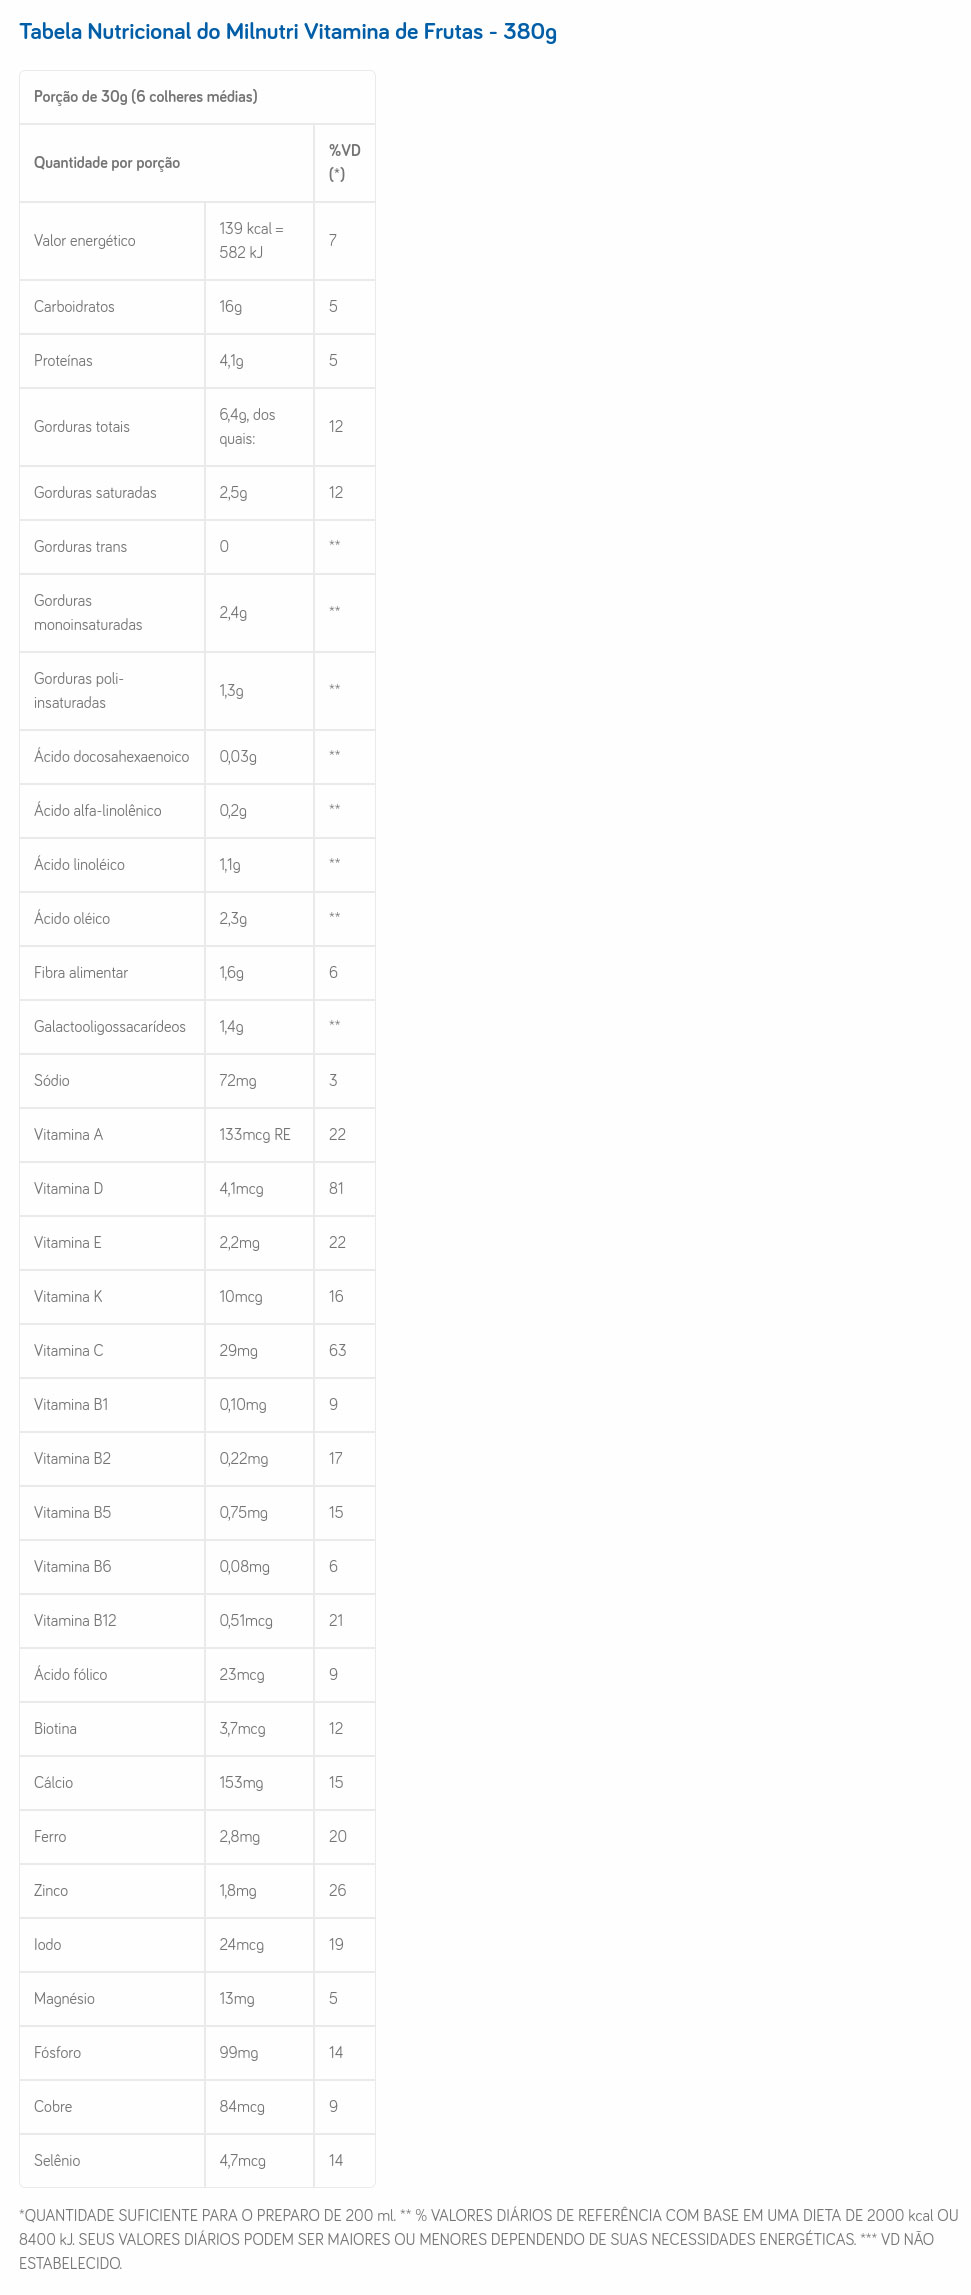 Tabela Nutricional do Milnutri Vitamina de Frutas - 380g
Porção de 30g (6 colheres médias)
Quantidade por porção
%VD
(*)
Valor energético
139 kcal =
582 kJ
7
Carboidratos 16g 5
Proteínas 4,1g 5
Gorduras totais
6,4g, dos
quais:
12
Gorduras saturadas 2,5g 12
Gorduras trans 0 **
Gorduras
monoinsaturadas
2,4g **
Gorduras poli-
insaturadas
1,3g **
Ácido docosahexaenoico 0,03g **
Ácido alfa-linolênico 0,2g **
Ácido linoléico 1,1g **
Ácido oléico 2,3g **
Fibra alimentar 1,6g 6
Galactooligossacarídeos 1,4g **
Sódio 72mg 3
Vitamina A 133mcg RE 22
Vitamina D 4,1mcg 81
Vitamina E 2,2mg 22
Vitamina K 10mcg 16
Vitamina C 29mg 63
Vitamina B1 0,10mg 9
Vitamina B2 0,22mg 17
Vitamina B5 0,75mg 15
Vitamina B6 0,08mg 6
Vitamina B12 0,51mcg 21
Ácido fólico 23mcg 9
Biotina 3,7mcg 12
Cálcio 153mg 15
Ferro 2,8mg 20
Zinco 1,8mg 26
Iodo 24mcg 19
Magnésio 13mg 5
Fósforo 99mg 14
Cobre 84mcg 9
Selênio 4,7mcg 14
*QUANTIDADE SUFICIENTE PARA O PREPARO DE 200 ml. ** % VALORES DIÁRIOS DE REFERÊNCIA COM BASE EM UMA DIETA DE 2000 kcal OU
8400 kJ. SEUS VALORES DIÁRIOS PODEM SER MAIORES OU MENORES DEPENDENDO DE SUAS NECESSIDADES ENERGÉTICAS. *** VD NÃO
ESTABELECIDO.